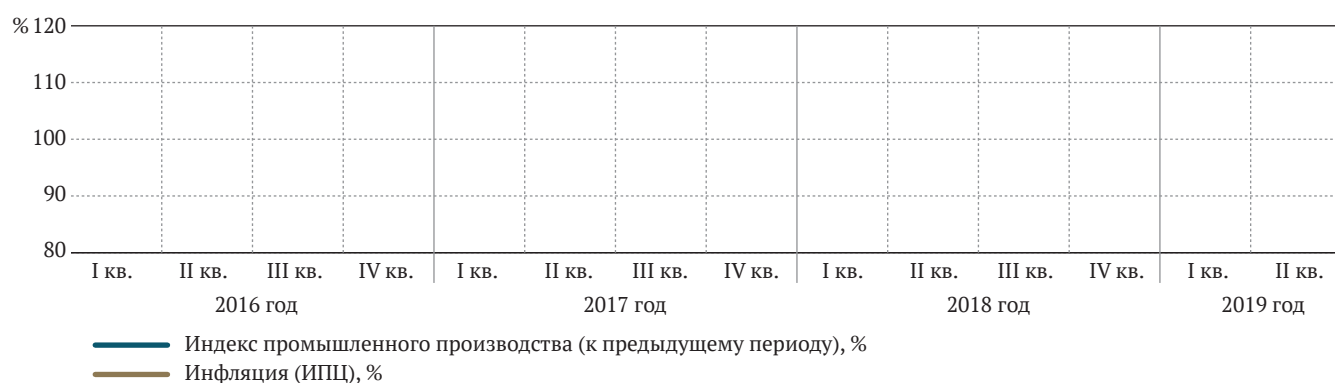 % 120
110
100
90
80
I кв. II кв. III кв. IV кв. I кв. II кв. III кв. IV кв. I кв. II кв. III кв. IV кв. I кв. II кв.
2016 год 2017 год 2018 год 2019 год
Индекс промышленного производства (к предыдущему периоду), %
Инфляция (ИПЦ), %